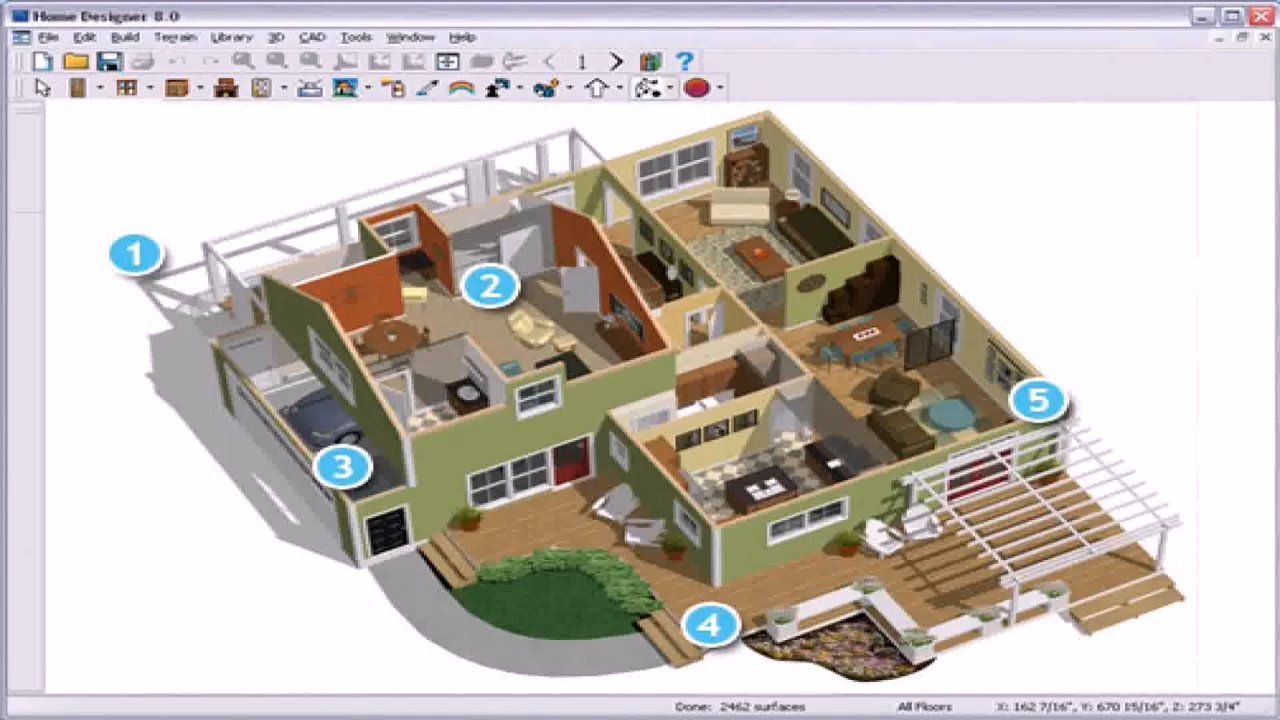 Home Designer 8.0
File Edit Build Terrain Library 3D CAD Tools Window Help
1
1
2
3
4
5
Done: 2462 surfaces All Floors X: 162 7/16", Y: 670 15/16", Z: 273 3/4"